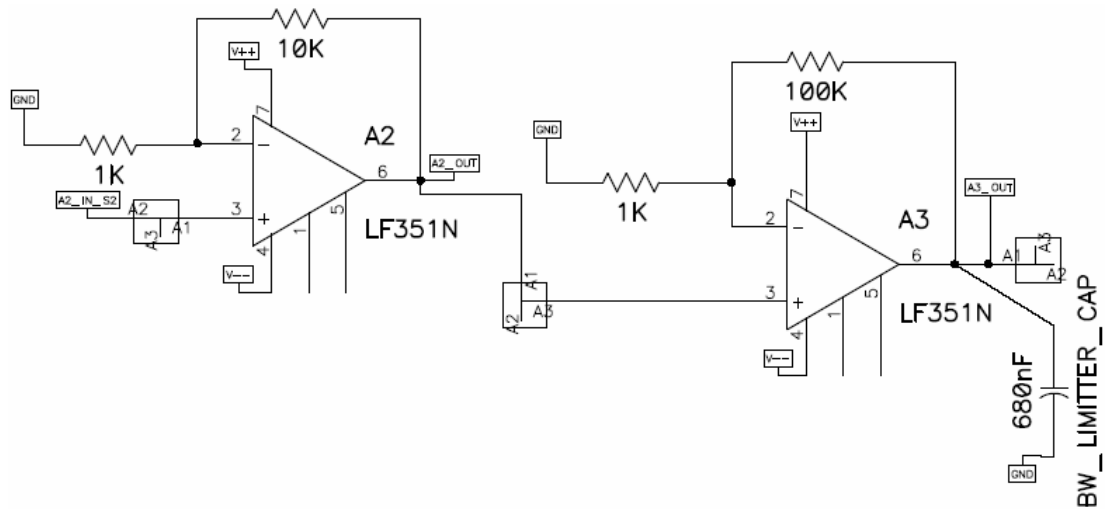 10K
V++
GND
7
2
-
A2
1K
6
A2_OUT
A2_IN_S2
A2
A3
A1
3
+
4
1
5
LF351N
V--
100K
V++
GND
7
1K
2
-
A3
6
A3_OUT
A1
A3
A2
A1
A2
A3
3
+
4
1
5
LF351N
V--
680nF
BW_LIMITTER_CAP
GND